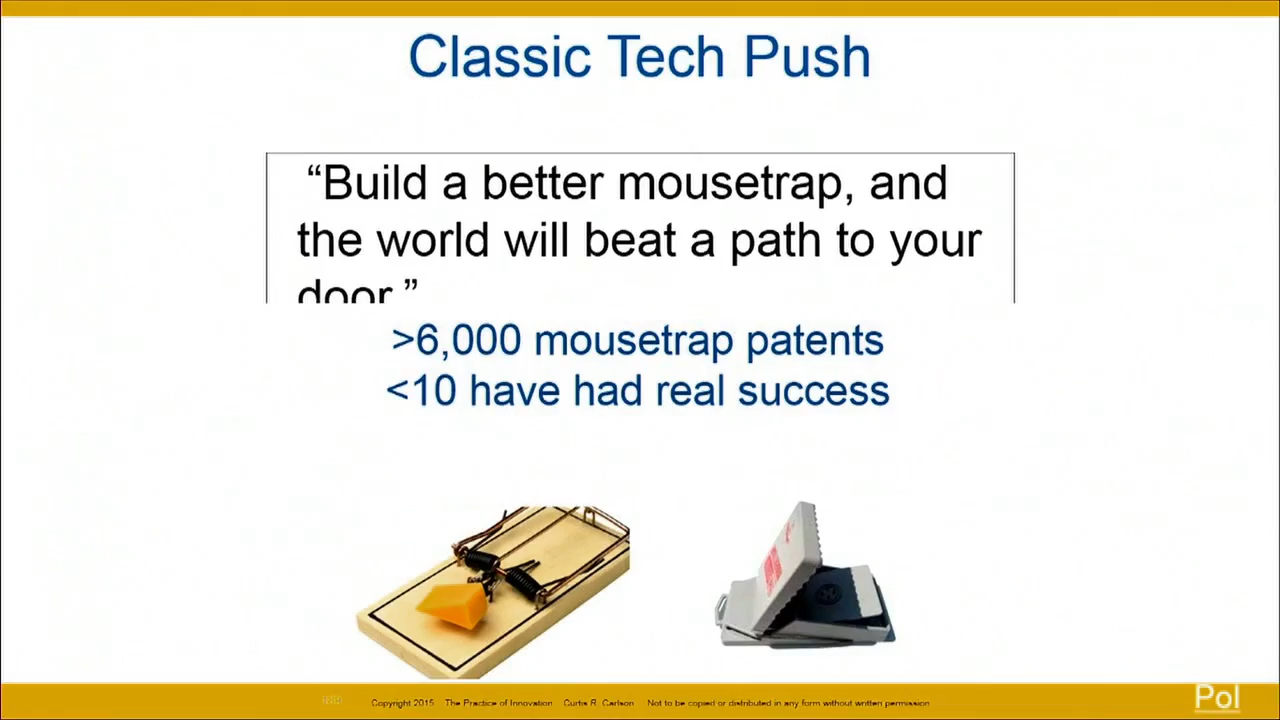 Classic Tech Push
“Build a better mousetrap, and
the world will beat a path to your
door.”
>6,000 mousetrap patents
<10 have had real success
Copyright 2015 The Practice of Innovation Curtis R. Carlson Not to be copied or distributed in any form without written permission
Pol